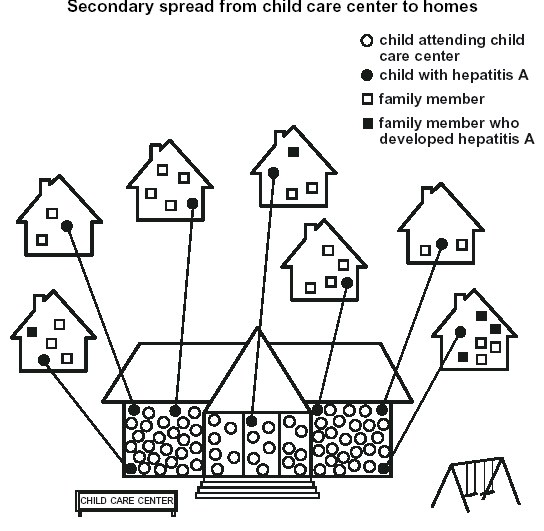 Secondary spread from child care center to homes
child attending child
care center
child with hepatitis A
family member
family member who
developed hepatitis A
CHILD CARE CENTER